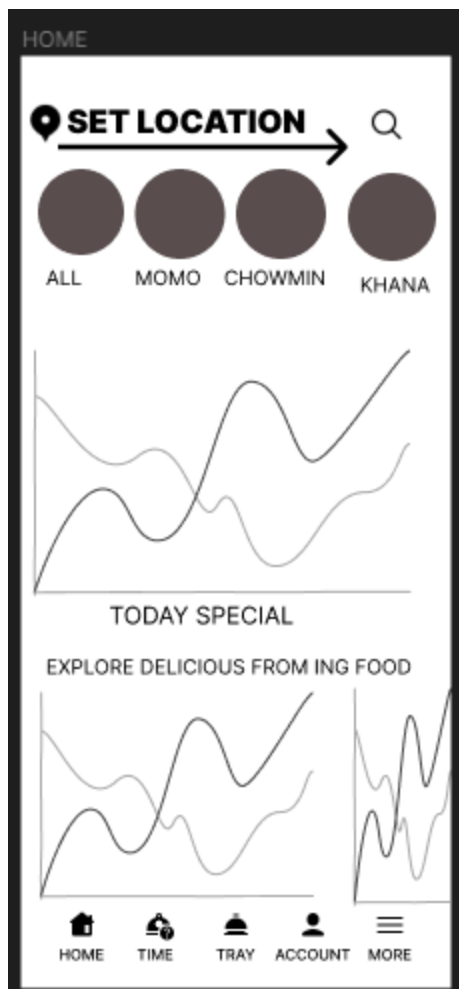 HOME
SET LOCATION
ALL MOMO CHOWMIN KHANA
TODAY SPECIAL
EXPLORE DELICIOUS FROM ING FOOD
HOME TIME TRAY ACCOUNT MORE